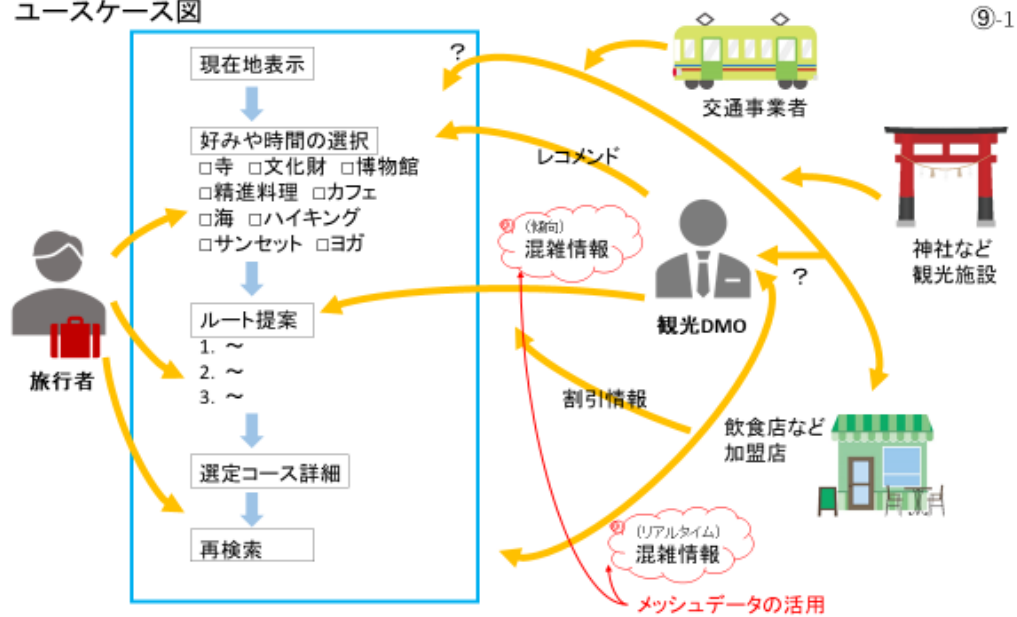 ユースケース図
⑨-1
現在地表示
好みや時間の選択
□寺 □文化財 □博物館
□精進料理 □カフェ
□海 □ハイキング
□サンセット □ヨガ
ルート提案
1. ～
2. ～
3. ～
選定コース詳細
再検索
旅行者
?
レコメンド
(傾向)
混雑情報
観光DMO
?
割引情報
(リアルタイム)
混雑情報
メッシュデータの活用
交通事業者
神社など
観光施設
飲食店など
加盟店